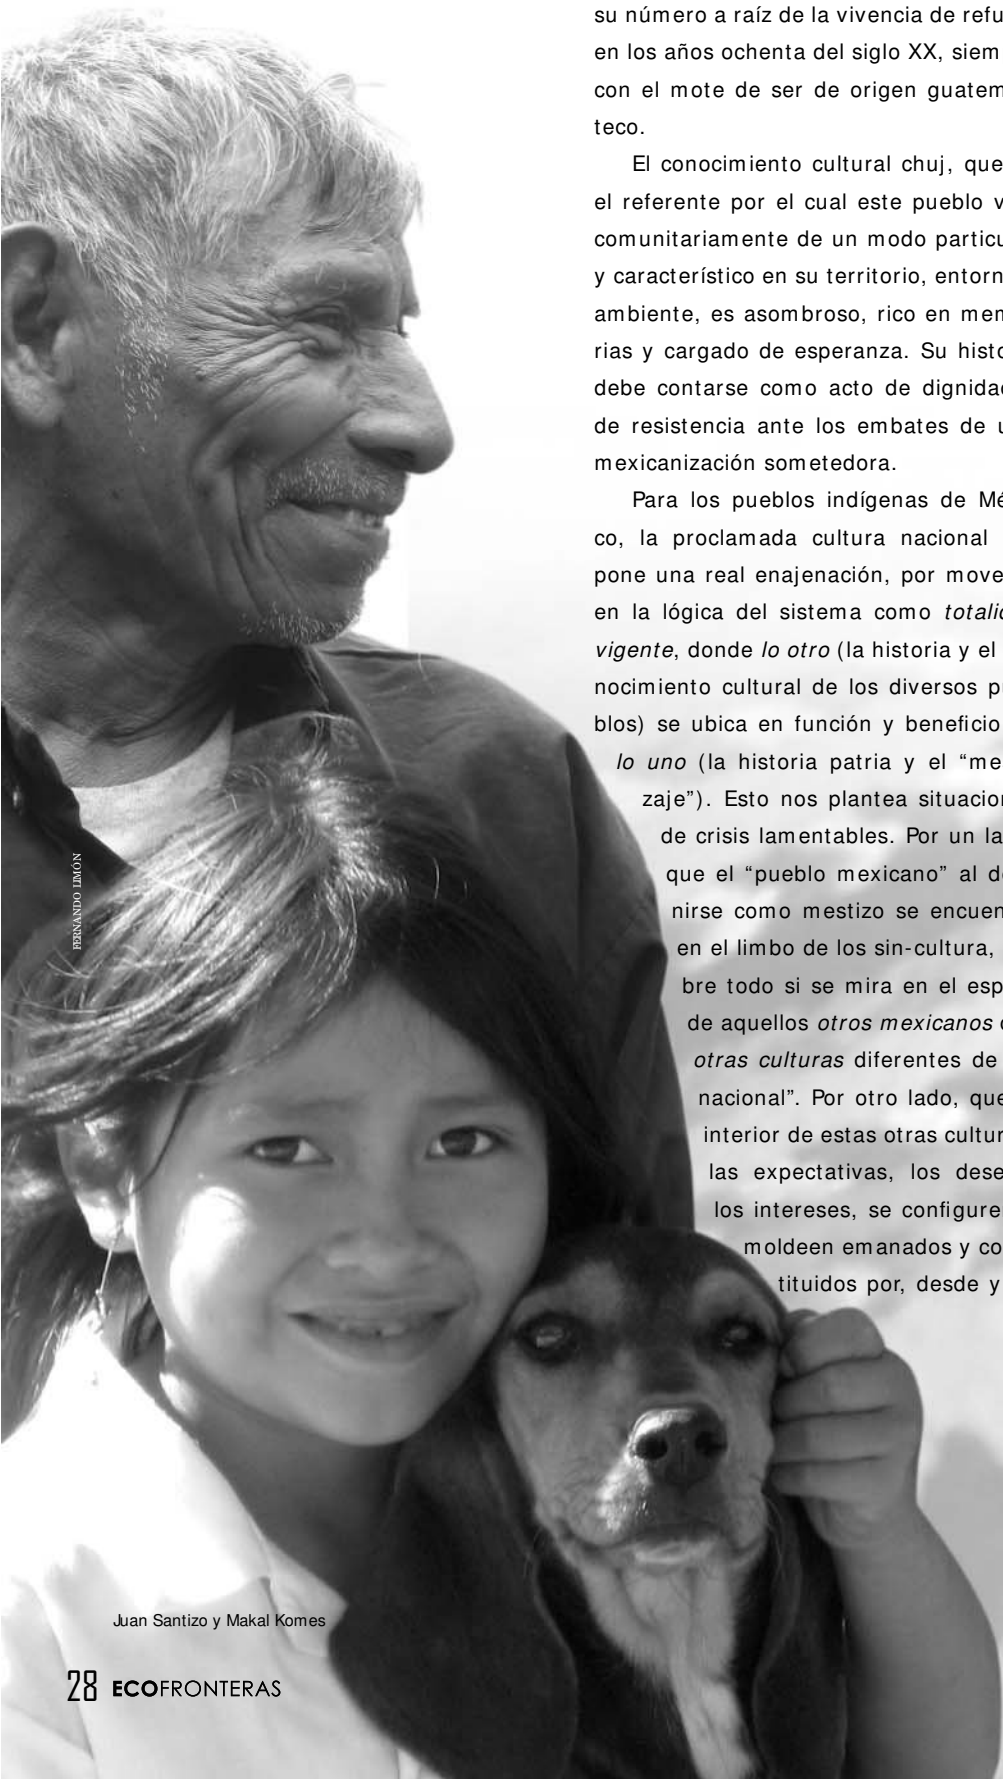 su número a raíz de la vivencia de refu
en los años ochenta del siglo XX, siem
con el mote de ser de origen guatem
teco.
El conocimiento cultural chuj, que
el referente por el cual este pueblo v
comunitariamente de un modo particu
y característico en su territorio, entorn
ambiente, es asombroso, rico en mem
rias y cargado de esperanza. Su histo
debe contarse como acto de dignidad
de resistencia ante los embates de u
mexicanización sometedora.
Para los pueblos indígenas de Mé
co, la proclamada cultura nacional
pone una real enajenación, por move
en la lógica del sistema como totalid
vigente, donde lo otro (la historia y el
nocimiento cultural de los diversos pu
blos) se ubica en función y beneficio
lo uno (la historia patria y el “me
zaje”). Esto nos plantea situacion
de crisis lamentables. Por un la
que el “pueblo mexicano” al de
nirse como mestizo se encuen
en el limbo de los sin-cultura,
bre todo si se mira en el esp
de aquellos otros mexicanos
otras culturas diferentes de
nacional”. Por otro lado, que
interior de estas otras cultur
las expectativas, los dese
los intereses, se configure
moldeen emanados y co
tituidos por, desde y
FERNANDO LIMÓN
Juan Santizo y Makal Komes
28 ECOFRONTERAS